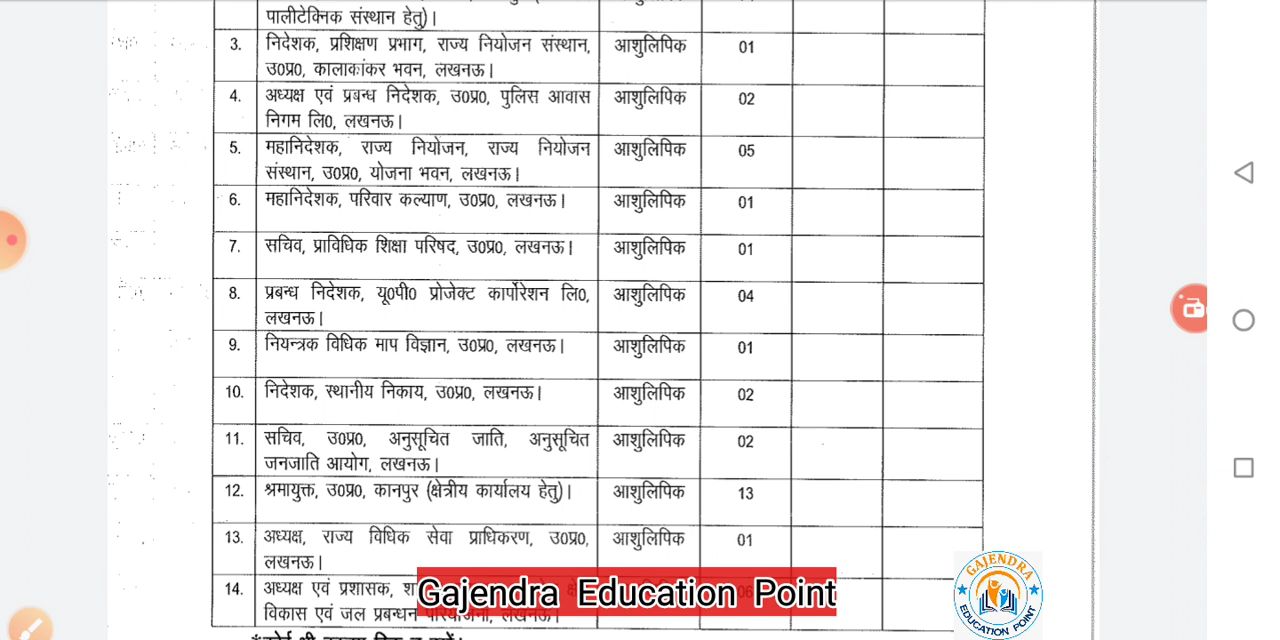 पालीटेक्निक संस्थान हेतु)।
3. निदेशक, प्रशिक्षण प्रभाग, राज्य नियोजन संस्थान, आशुलिपिक 01
उ0प्र0, कालाकांकर भवन, लखनऊ।
4. अध्यक्ष एवं प्रबन्ध निदेशक, उ0प्र0, पुलिस आवास आशुलिपिक 02
निगम लि0, लखनऊ।
5. महानिदेशक, राज्य नियोजन, राज्य नियोजन आशुलिपिक 05
संस्थान, उ0प्र0, योजना भवन, लखनऊ।
6. महानिदेशक, परिवार कल्याण, उ0प्र0, लखनऊ। आशुलिपिक 01
7. सचिव, प्राविधिक शिक्षा परिषद, उ0प्र0, लखनऊ। आशुलिपिक 01
8. प्रबन्ध निदेशक, यू0पी0 प्रोजेक्ट कार्पोरेशन लि0, आशुलिपिक 04
लखनऊ।
9. नियन्त्रक विधिक माप विज्ञान, उ0प्र0, लखनऊ। आशुलिपिक 01
10. निदेशक, स्थानीय निकाय, उ0प्र0, लखनऊ। आशुलिपिक 02
11. सचिव, उ0प्र0, अनुसूचित जाति, अनुसूचित आशुलिपिक 02
जनजाति आयोग, लखनऊ।
12. श्रमायुक्त, उ0प्र0, कानपुर (क्षेत्रीय कार्यालय हेतु)। आशुलिपिक 13
13. अध्यक्ष, राज्य विधिक सेवा प्राधिकरण, उ0प्र0, आशुलिपिक 01
लखनऊ।
14. अध्यक्ष एवं प्रशासक, 06
विकास एवं जल प्रबन्धन परियोजना, लखनऊ।
Gajendra Education Point
GAJENDRA
EDUCATION POINT